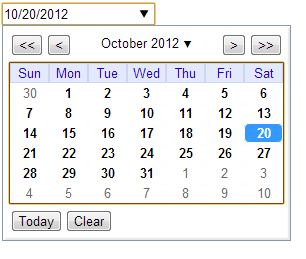 10/20/2012 ▼
<< < October 2012 ▼ > >>
Sun Mon Tue Wed Thu Fri Sat
30 1 2 3 4 5 6
7 8 9 10 11 12 13
14 15 16 17 18 19 20
21 22 23 24 25 26 27
28 29 30 31 1 2 3
4 5 6 7 8 9 10
Today Clear